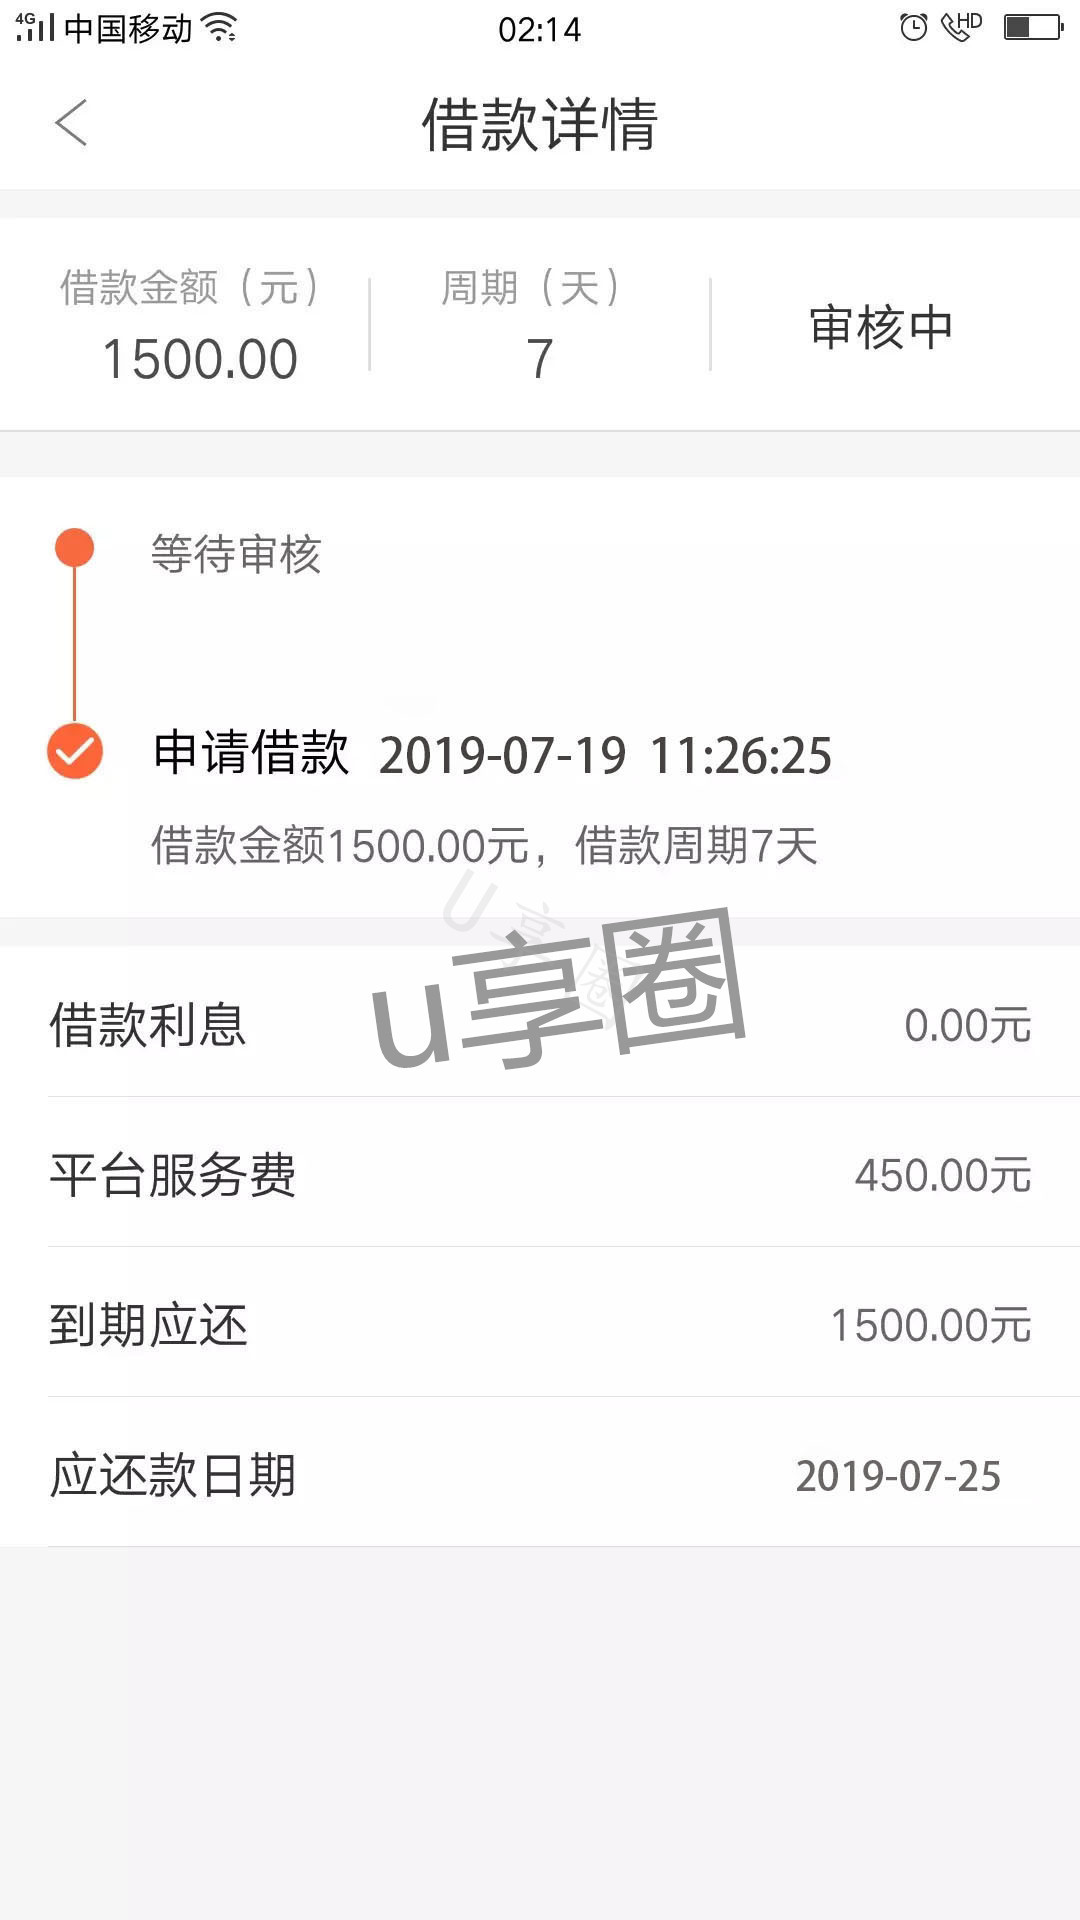 4G 中国移动 02:14 HD
借款详情
借款金额（元） 周期（天） 审核中
1500.00 7
等待审核
申请借款 2019-07-19 11:26:25
借款金额1500.00元，借款周期7天
U享圈
u享圈
借款利息 0.00元
平台服务费 450.00元
到期应还 1500.00元
应还款日期 2019-07-25